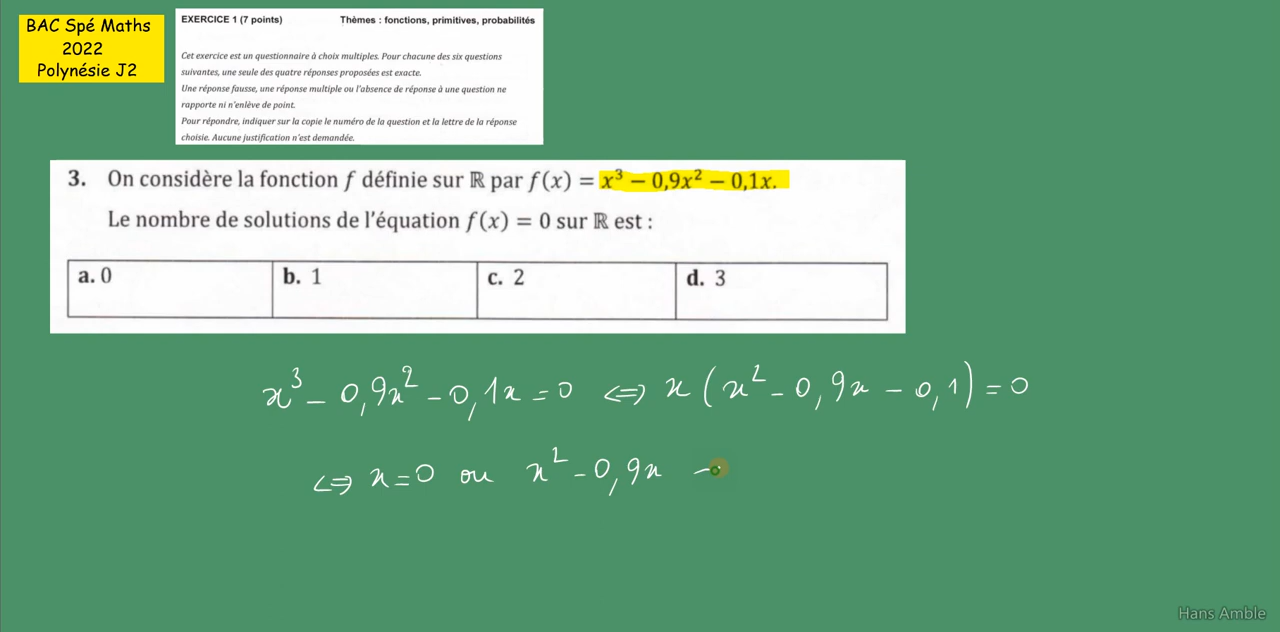 BAC Spé Maths
2022
Polynésie J2
EXERCICE 1 (7 points) Thèmes : fonctions, primitives, probabilités
Cet exercice est un questionnaire à choix multiples. Pour chacune des six questions
suivantes, une seule des quatre réponses proposées est exacte.
Une réponse fausse, une réponse multiple ou l'absence de réponse à une question ne
rapporte ni n'enlève de point.
Pour répondre, indiquer sur la copie le numéro de la question et la lettre de la réponse
choisie. Aucune justification n'est demandée.
3. On considère la fonction f définie sur ℝ par f(x) = x³ − 0,9x² − 0,1x.
Le nombre de solutions de l'équation f(x) = 0 sur ℝ est :
a. 0 b. 1 c. 2 d. 3
x³ − 0,9x² − 0,1x = 0 ⇔ x(x² − 0,9x − 0,1) = 0
⇔ x = 0 ou x² − 0,9x −
Hans Amble